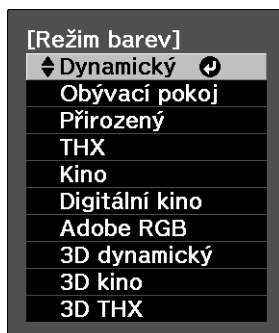 [Režim barev]
Dynamický
Obývací pokoj
Přirozený
THX
Kino
Digitální kino
Adobe RGB
3D dynamický
3D kino
3D THX